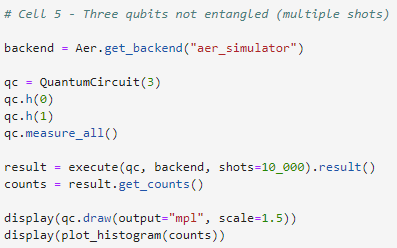 # Cell 5 - Three qubits not entangled (multiple shots)
backend = Aer.get_backend("aer_simulator")
qc = QuantumCircuit(3)
qc.h(0)
qc.h(1)
qc.measure_all()
result = execute(qc, backend, shots=10_000).result()
counts = result.get_counts()
display(qc.draw(output="mpl", scale=1.5))
display(plot_histogram(counts))